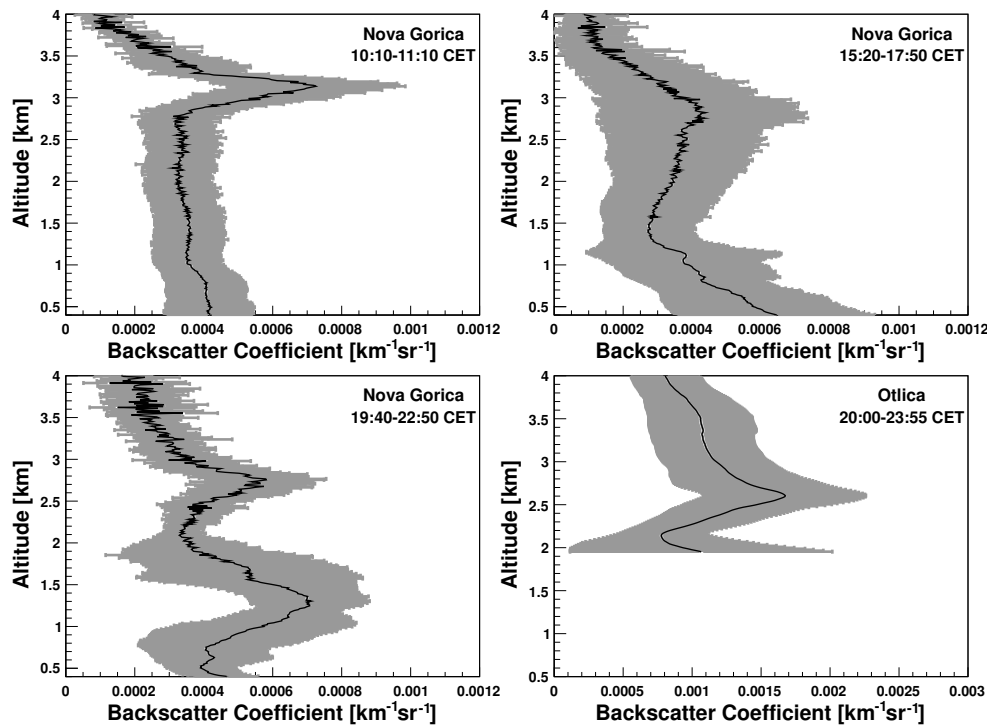 4
3.5
3
2.5
2
1.5
1
0.5
Altitude [km]
Nova Gorica
10:10-11:10 CET
0 0.0002 0.0004 0.0006 0.0008 0.001 0.0012
Backscatter Coefficient [km⁻¹sr⁻¹]
4
3.5
3
2.5
2
1.5
1
0.5
Altitude [km]
Nova Gorica
15:20-17:50 CET
0 0.0002 0.0004 0.0006 0.0008 0.001 0.0012
Backscatter Coefficient [km⁻¹sr⁻¹]
4
3.5
3
2.5
2
1.5
1
0.5
Altitude [km]
Nova Gorica
19:40-22:50 CET
0 0.0002 0.0004 0.0006 0.0008 0.001 0.0012
Backscatter Coefficient [km⁻¹sr⁻¹]
4
3.5
3
2.5
2
1.5
1
0.5
Altitude [km]
Otlica
20:00-23:55 CET
0 0.0005 0.001 0.0015 0.002 0.0025 0.003
Backscatter Coefficient [km⁻¹sr⁻¹]